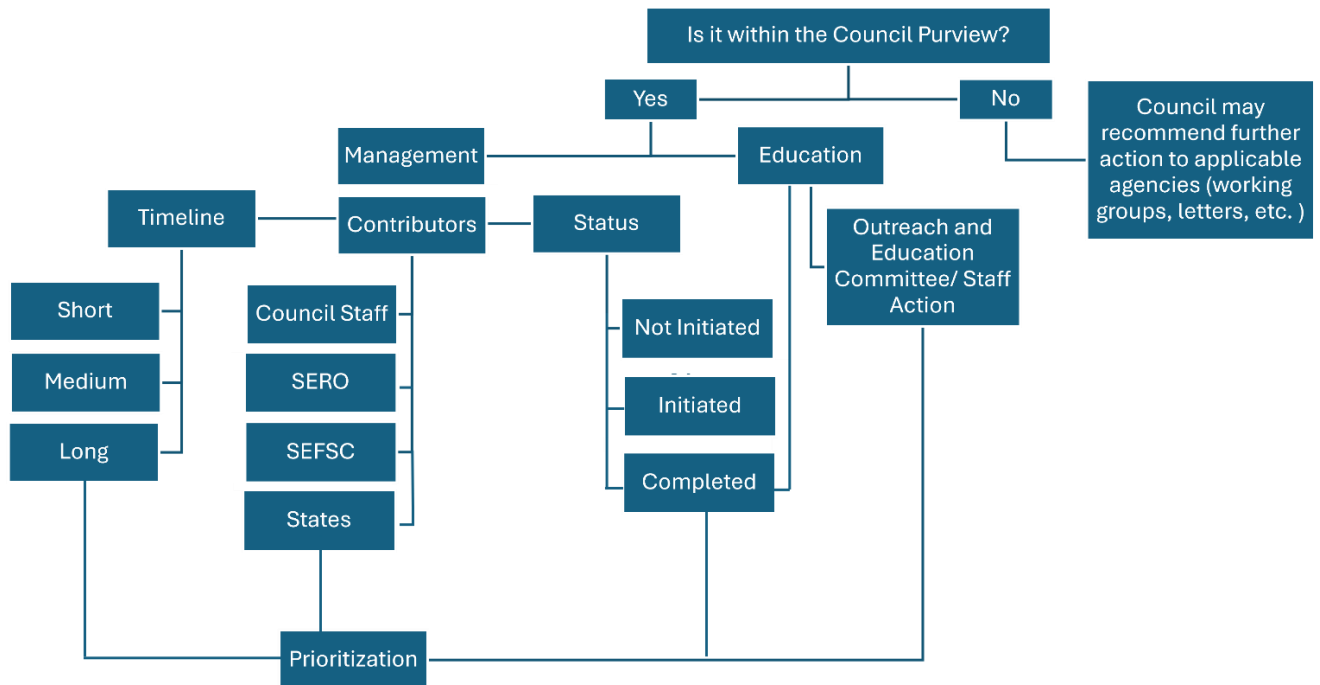 Is it within the Council Purview?
Yes
No
Council may
recommend further
action to applicable
agencies (working
groups, letters, etc. )
Management
Education
Timeline
Contributors
Status
Outreach and
Education
Committee/ Staff
Action
Short
Medium
Long
Council Staff
SERO
SEFSC
States
Not Initiated
Initiated
Completed
Prioritization